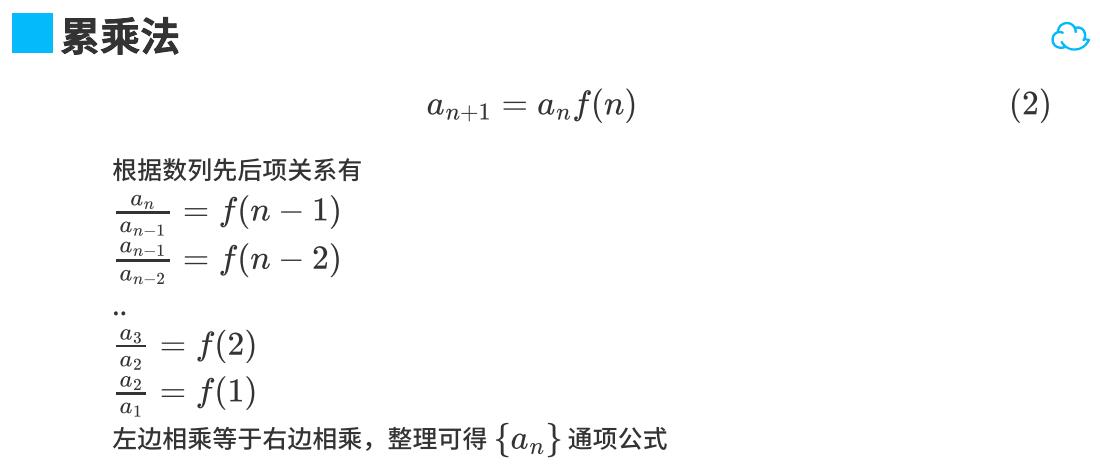 累乘法
a_{n+1} = a_n f(n) (2)
根据数列先后项关系有
\frac{a_n}{a_{n-1}} = f(n − 1)
\frac{a_{n-1}}{a_{n-2}} = f(n − 2)
..
\frac{a_3}{a_2} = f(2)
\frac{a_2}{a_1} = f(1)
左边相乘等于右边相乘，整理可得 {a_n} 通项公式